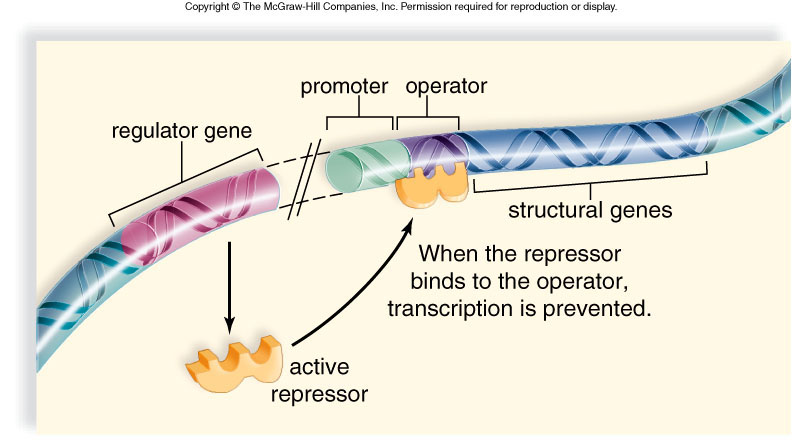 Copyright © The McGraw-Hill Companies, Inc. Permission required for reproduction or display.
promoter
operator
regulator gene
structural genes
When the repressor
binds to the operator,
transcription is prevented.
active
repressor